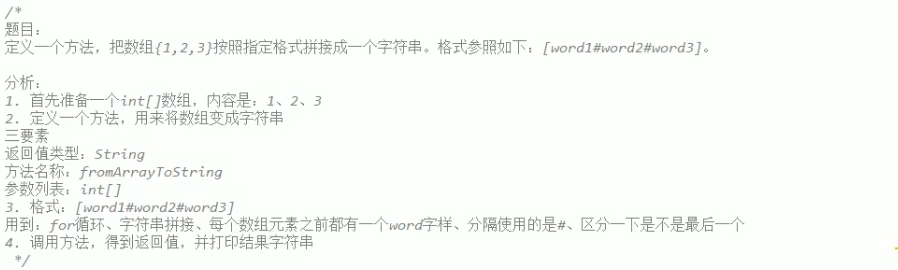 /*
题目：
定义一个方法，把数组{1,2,3}按照指定格式拼接成一个字符串。格式参照如下：[word1#word2#word3]。
分析：
1. 首先准备一个int[]数组，内容是：1、2、3
2. 定义一个方法，用来将数组变成字符串
三要素
返回值类型：String
方法名称：fromArrayToString
参数列表：int[]
3. 格式：[word1#word2#word3]
用到：for循环、字符串拼接、每个数组元素之前都有一个word字样、分隔使用的是#、区分一下是不是最后一个
4. 调用方法，得到返回值，并打印结果字符串
*/